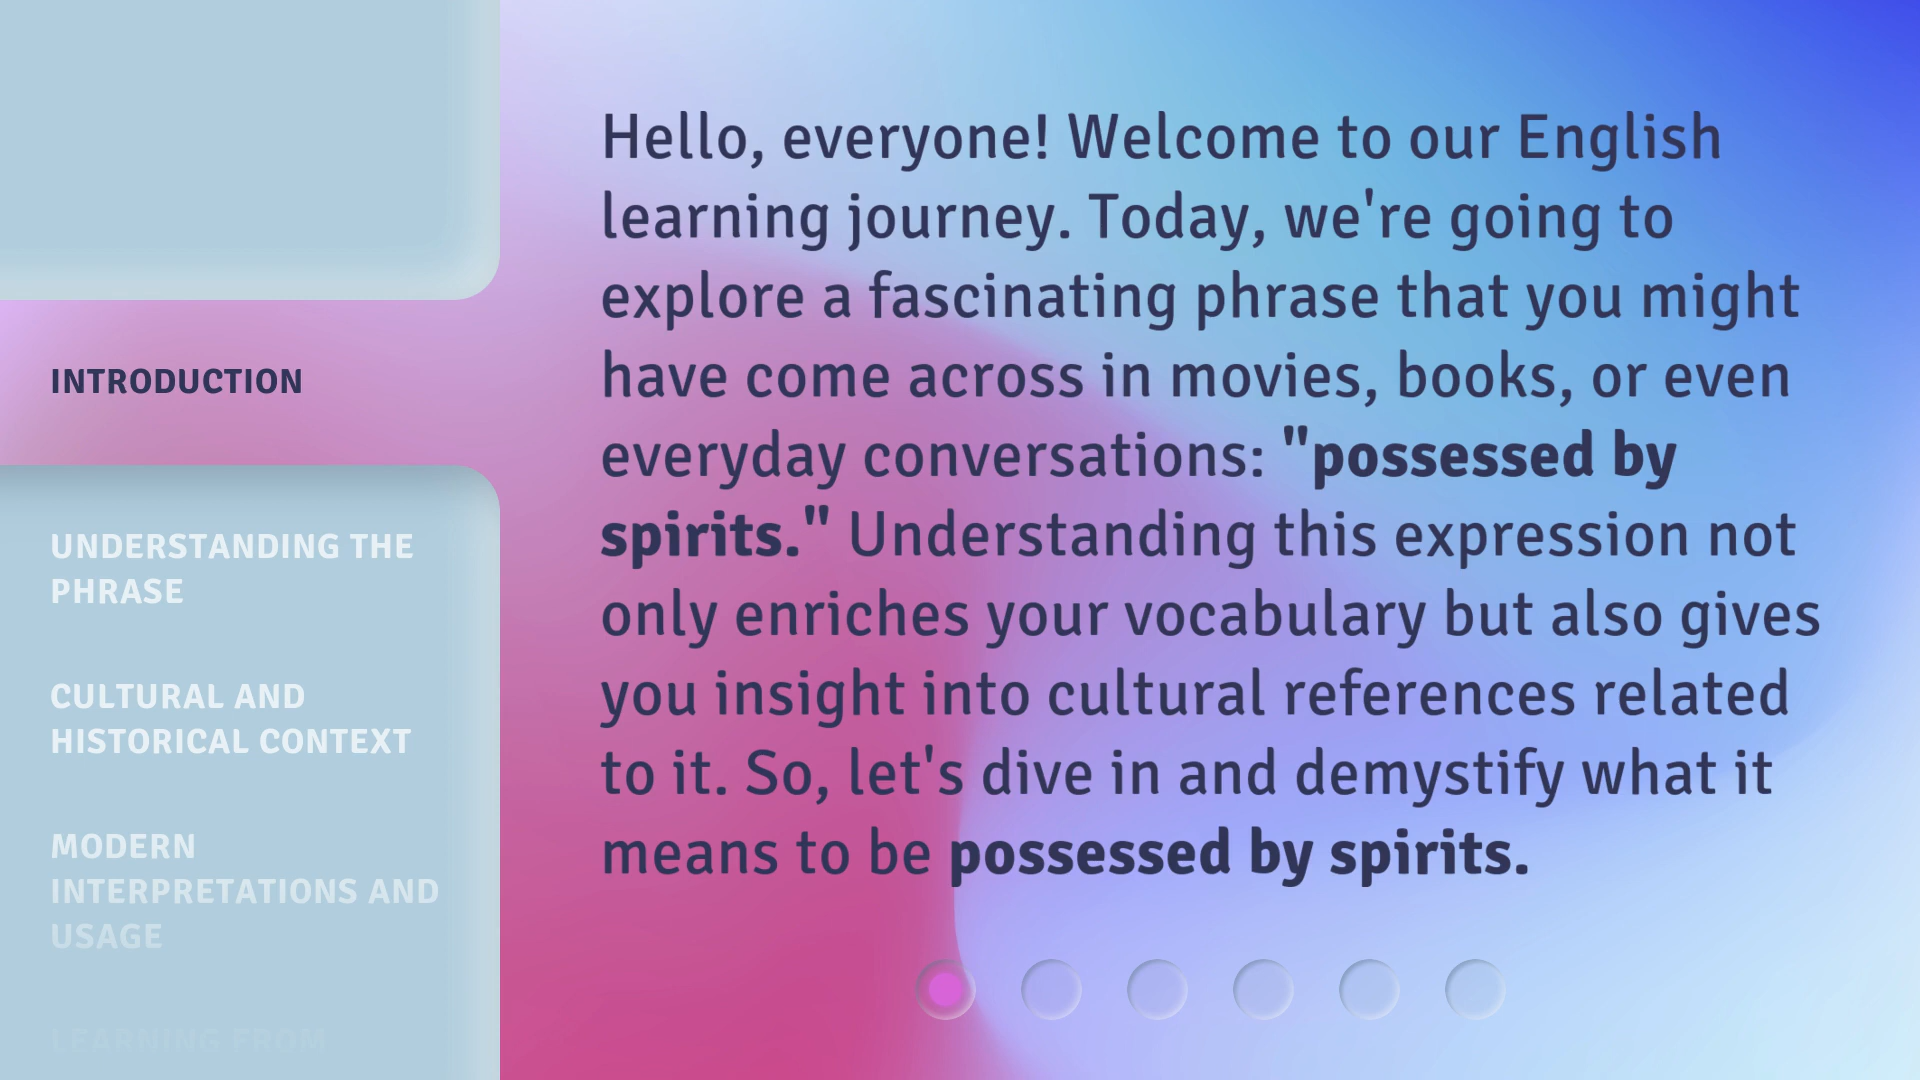 INTRODUCTION
UNDERSTANDING THE
PHRASE
CULTURAL AND
HISTORICAL CONTEXT
MODERN
INTERPRETATIONS AND
USAGE
LEARNING FROM
Hello, everyone! Welcome to our English
learning journey. Today, we're going to
explore a fascinating phrase that you might
have come across in movies, books, or even
everyday conversations: "possessed by
spirits." Understanding this expression not
only enriches your vocabulary but also gives
you insight into cultural references related
to it. So, let's dive in and demystify what it
means to be possessed by spirits.